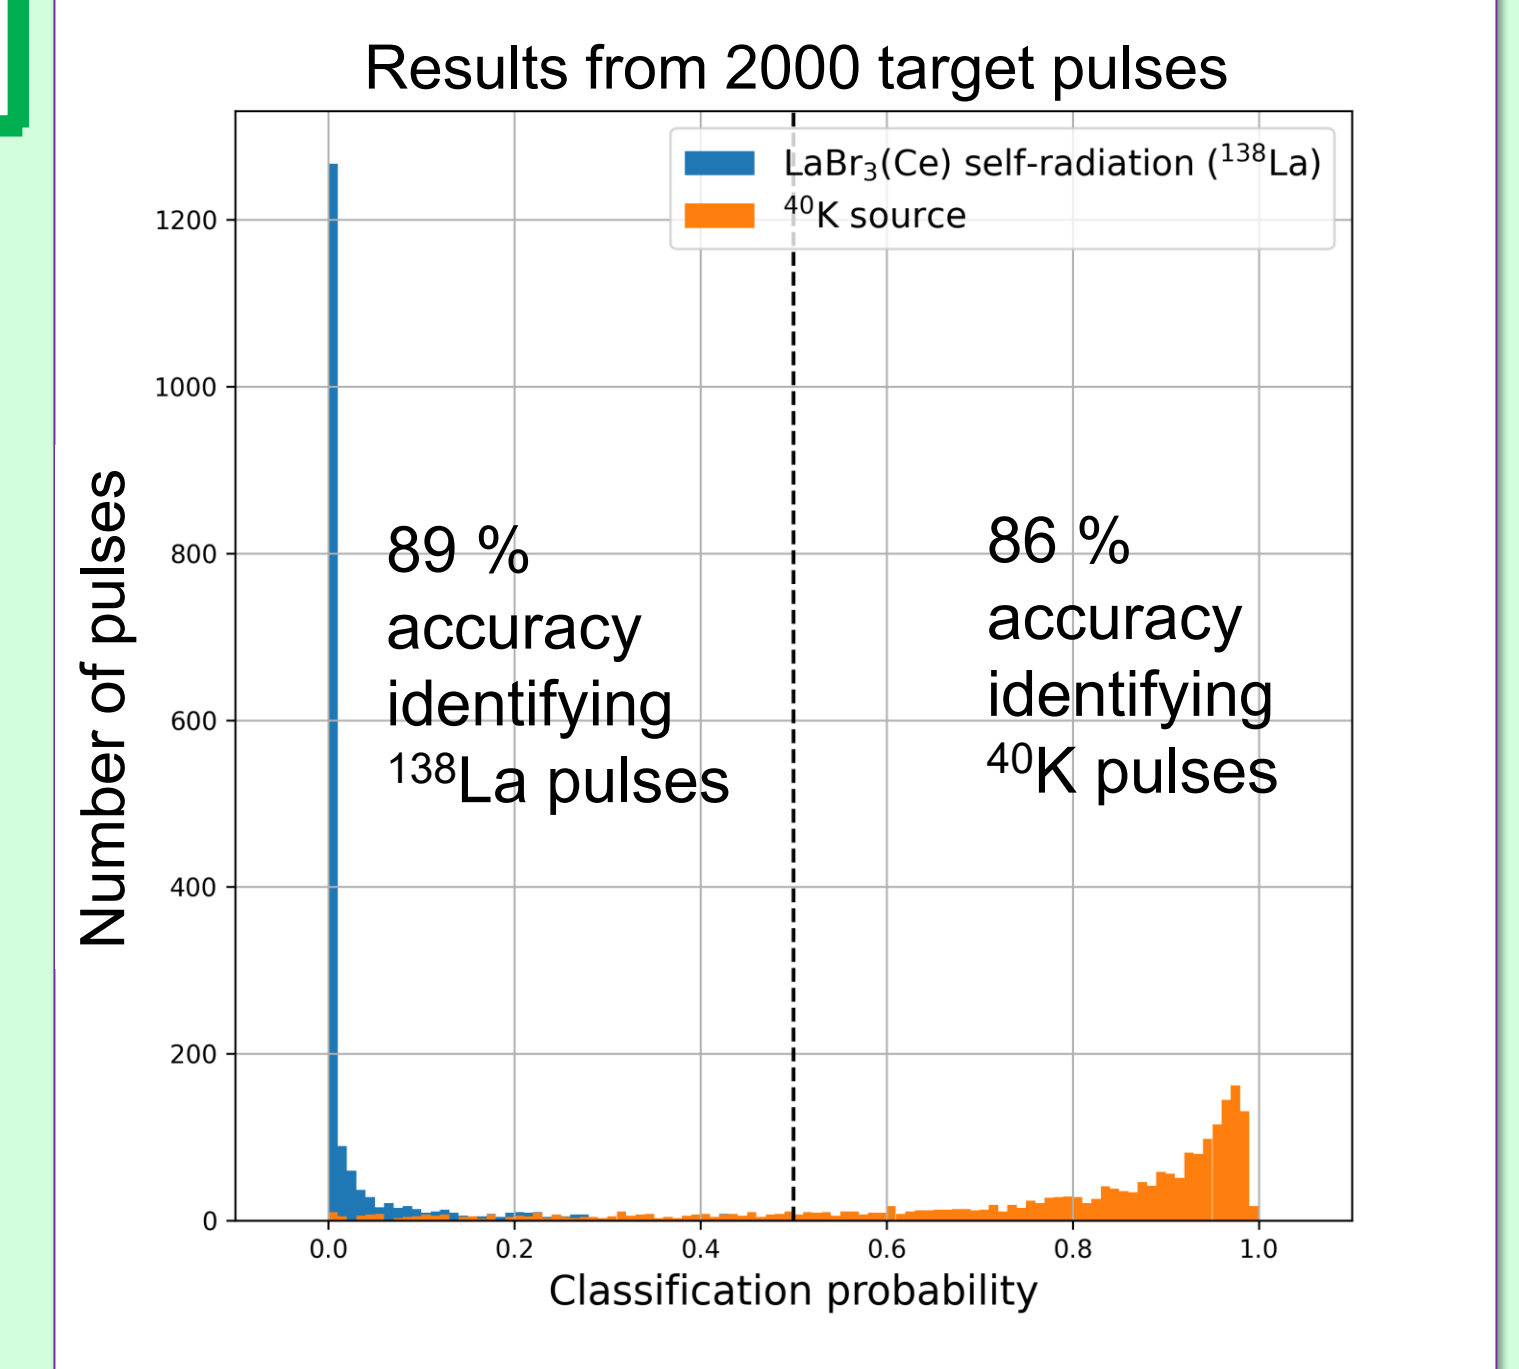 Results from 2000 target pulses
LaBr₃(Ce) self-radiation (¹³⁸La)
⁴⁰K source
1200
1000
800
600
400
200
0
Number of pulses
89 %
accuracy
identifying
¹³⁸La pulses
86 %
accuracy
identifying
⁴⁰K pulses
0.0 0.2 0.4 0.6 0.8 1.0
Classification probability